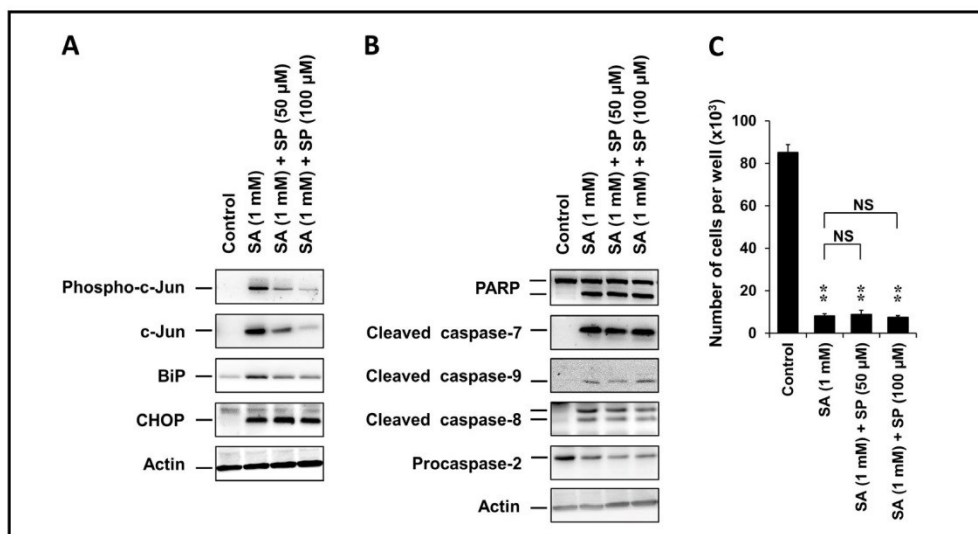 A
B
C
Control
SA (1 mM)
SA (1 mM) + SP (50 µM)
SA (1 mM) + SP (100 µM)
Phospho-c-Jun
c-Jun
BiP
CHOP
Actin
Control
SA (1 mM)
SA (1 mM) + SP (50 µM)
SA (1 mM) + SP (100 µM)
PARP
Cleaved caspase-7
Cleaved caspase-9
Cleaved caspase-8
Procaspase-2
Actin
Number of cells per well (x10³)
100
80
60
40
20
0
NS
NS
**
**
**
Control
SA (1 mM)
SA (1 mM) + SP (50 µM)
SA (1 mM) + SP (100 µM)